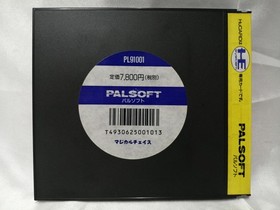 PL91001
定価7,800円(税別)
PALSOFT
パルソフト
T4930625001013
マジカルチェイス
HuCARD
HE
PALSOFT
パルソフト